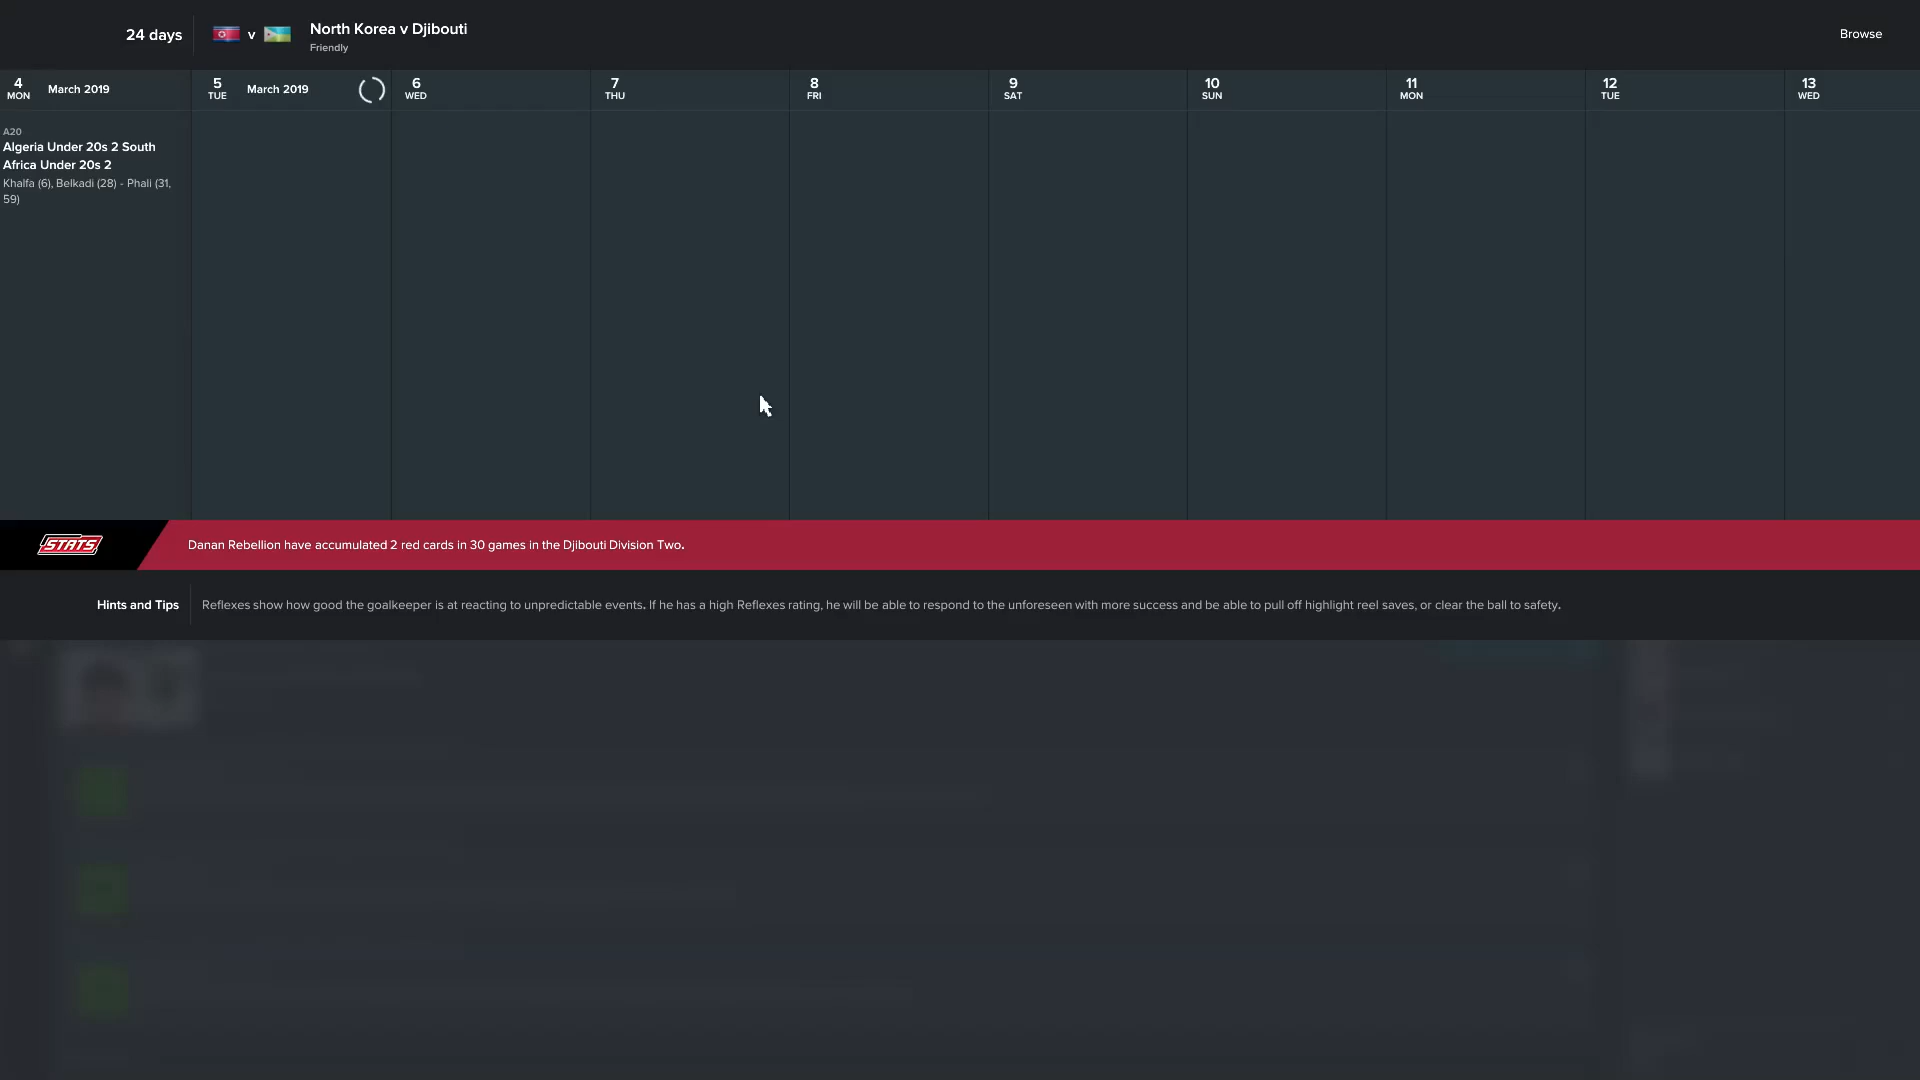 24 days
v
North Korea v Djibouti
Friendly
Browse
4
MON
March 2019
5
TUE
March 2019
6
WED
7
THU
8
FRI
9
SAT
10
SUN
11
MON
12
TUE
13
WED
A20
Algeria Under 20s 2 South
Africa Under 20s 2
Khalfa (6), Belkadi (28) - Phali (31,
59)
STATS
Danan Rebellion have accumulated 2 red cards in 30 games in the Djibouti Division Two.
Hints and Tips
Reflexes show how good the goalkeeper is at reacting to unpredictable events. If he has a high Reflexes rating, he will be able to respond to the unforeseen with more success and be able to pull off highlight reel saves, or clear the ball to safety.